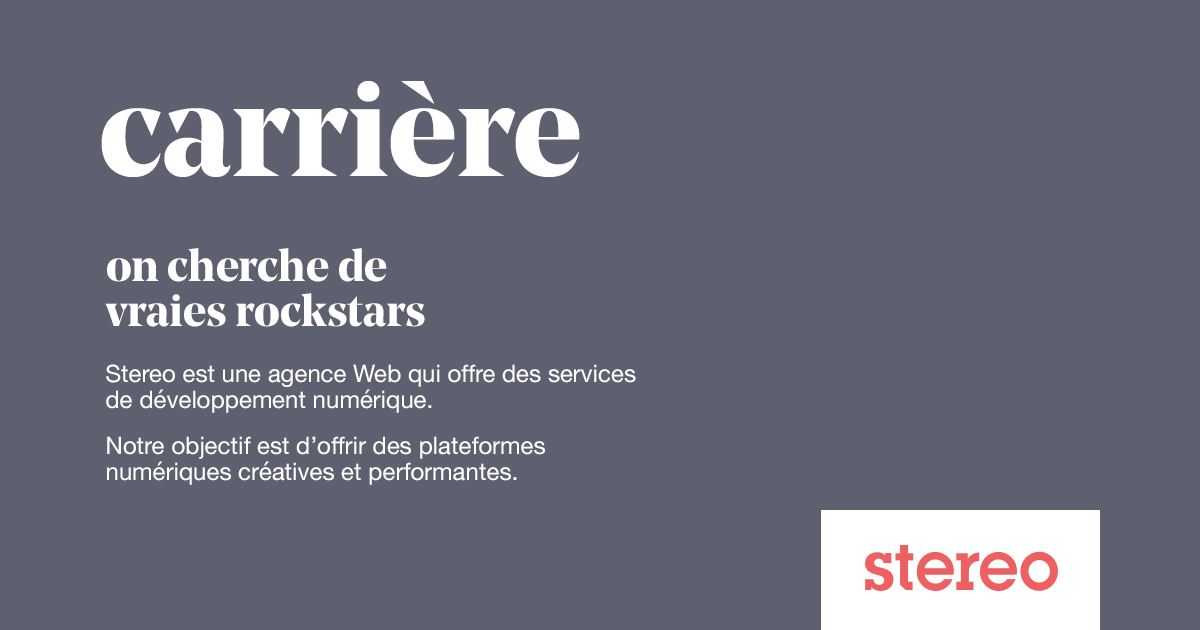 carrière
on cherche de
vraies rockstars
Stereo est une agence Web qui offre des services
de développement numérique.
Notre objectif est d’offrir des plateformes
numériques créatives et performantes.
stereo